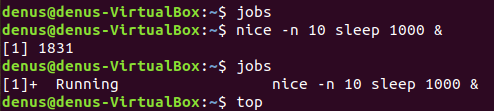 denus@denus-VirtualBox:~$ jobs
denus@denus-VirtualBox:~$ nice -n 10 sleep 1000 &
[1] 1831
denus@denus-VirtualBox:~$ jobs
[1]+  Running                 nice -n 10 sleep 1000 &
denus@denus-VirtualBox:~$ top